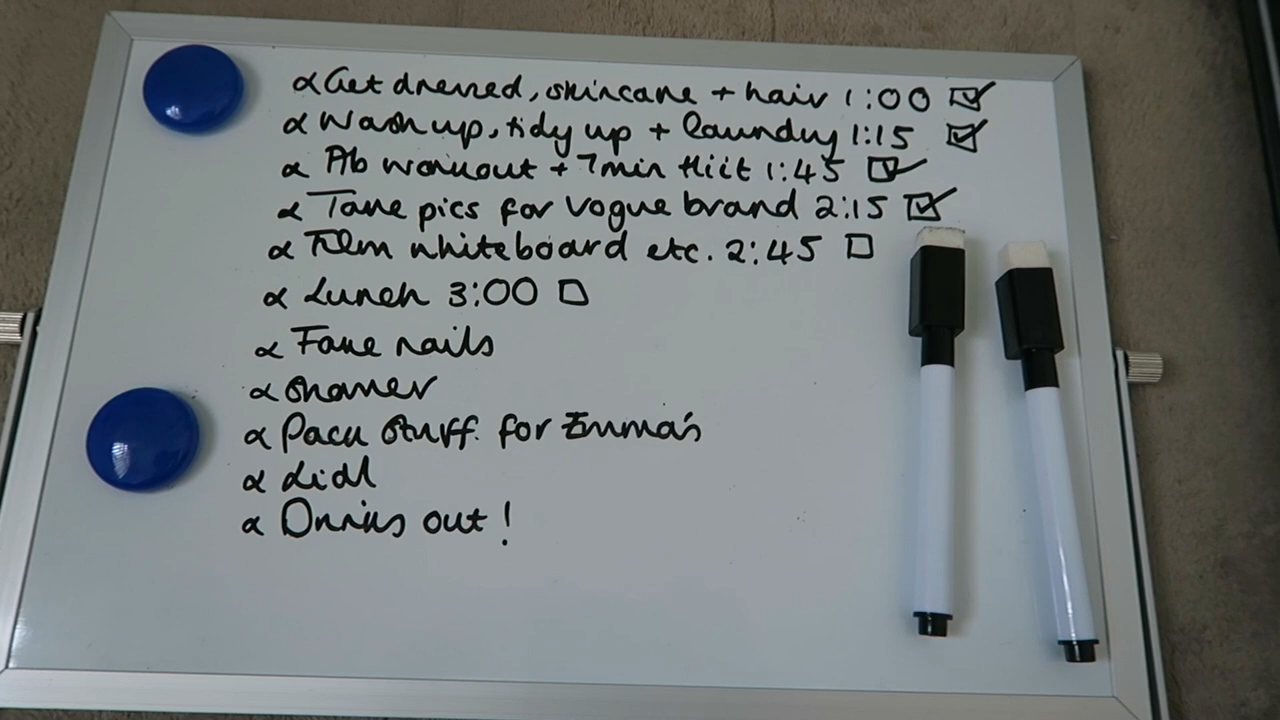 Get dressed, skincare + hair 1:00 ☑
Wash up, tidy up + laundry 1:15 ☑
Ab workout + 7min Hiit 1:45 ☑
Take pics for vogue brand 2:15 ☑
Film whiteboard etc. 2:45 ☐
Lunch 3:00 ☐
Fake nails
Shower
Pack stuff for Emma's
Lidl
Drinks out!